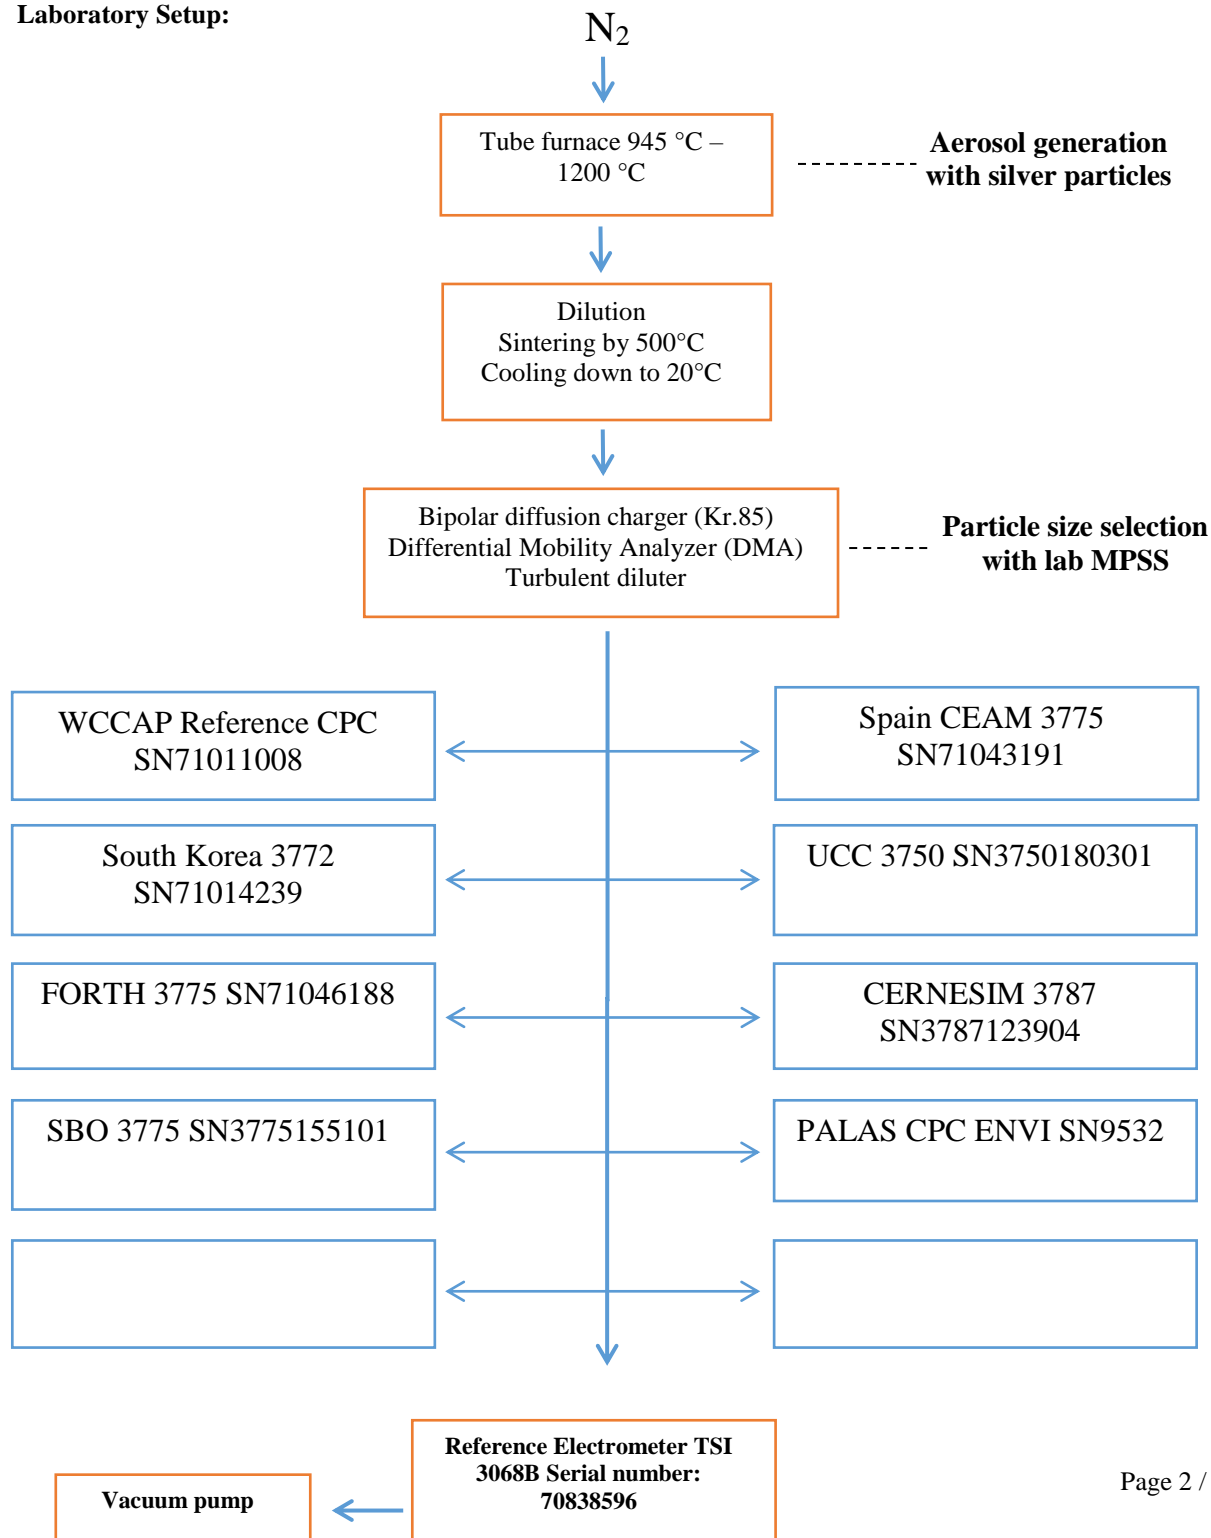 Laboratory Setup:
N₂
Tube furnace 945 °C –
1200 °C
Aerosol generation
with silver particles
Dilution
Sintering by 500°C
Cooling down to 20°C
Bipolar diffusion charger (Kr.85)
Differential Mobility Analyzer (DMA)
Turbulent diluter
Particle size selection
with lab MPSS
WCCAP Reference CPC
SN71011008
Spain CEAM 3775
SN71043191
South Korea 3772
SN71014239
UCC 3750 SN3750180301
FORTH 3775 SN71046188
CERNESIM 3787
SN3787123904
SBO 3775 SN3775155101
PALAS CPC ENVI SN9532
Reference Electrometer TSI
3068B Serial number:
70838596
Vacuum pump
Page 2 /